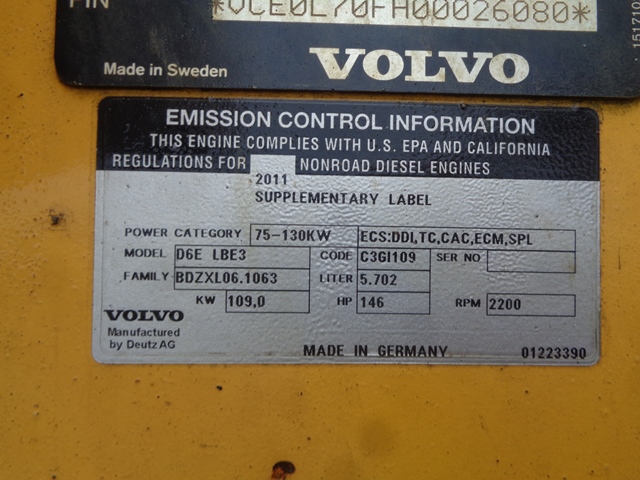 PIN *VCE0L70FH00026080*
Made in Sweden VOLVO
EMISSION CONTROL INFORMATION
THIS ENGINE COMPLIES WITH U.S. EPA AND CALIFORNIA
REGULATIONS FOR NONROAD DIESEL ENGINES
2011
SUPPLEMENTARY LABEL
POWER CATEGORY 75-130KW ECS:DDI,TC,CAC,ECM,SPL
MODEL D6E LBE3 CODE C3GI109 SER NO
FAMILY BDZXL06.1063 LITER 5.702
KW 109,0 HP 146 RPM 2200
VOLVO
Manufactured
by Deutz AG
MADE IN GERMANY 01223390